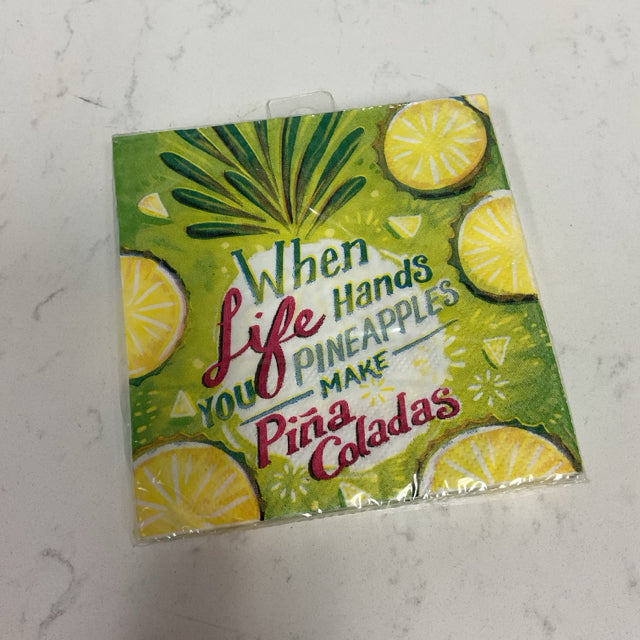 When
Life Hands
PINEAPPLES
YOU MAKE
Piña
Coladas